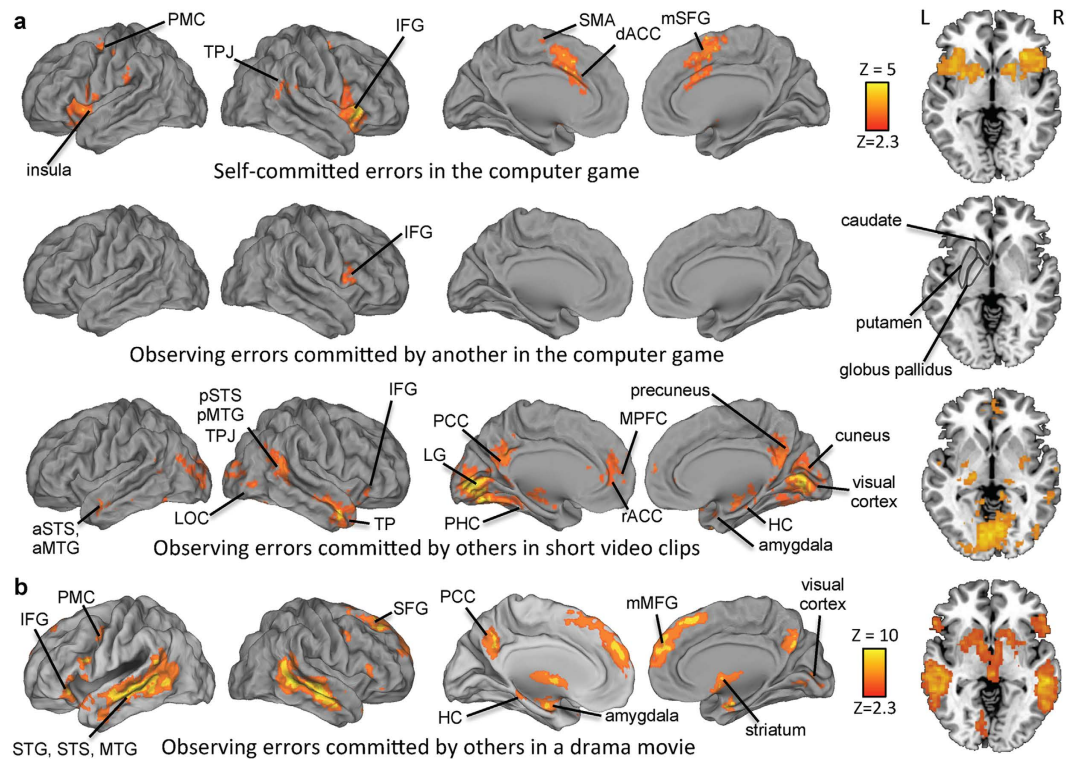 a
PMC
TPJ
IFG
SMA
dACC
mSFG
L
R
Z = 5
Z=2.3
insula
Self-committed errors in the computer game
IFG
caudate
putamen
globus pallidus
Observing errors committed by another in the computer game
pSTS
pMTG
TPJ
IFG
PCC
LG
precuneus
MPFC
cuneus
visual
cortex
aSTS,
aMTG
LOC
TP
PHC
rACC
HC
amygdala
Observing errors committed by others in short video clips
b
IFG
PMC
SFG
PCC
mMFG
visual
cortex
Z = 10
Z=2.3
HC
amygdala
striatum
STG, STS, MTG
Observing errors committed by others in a drama movie